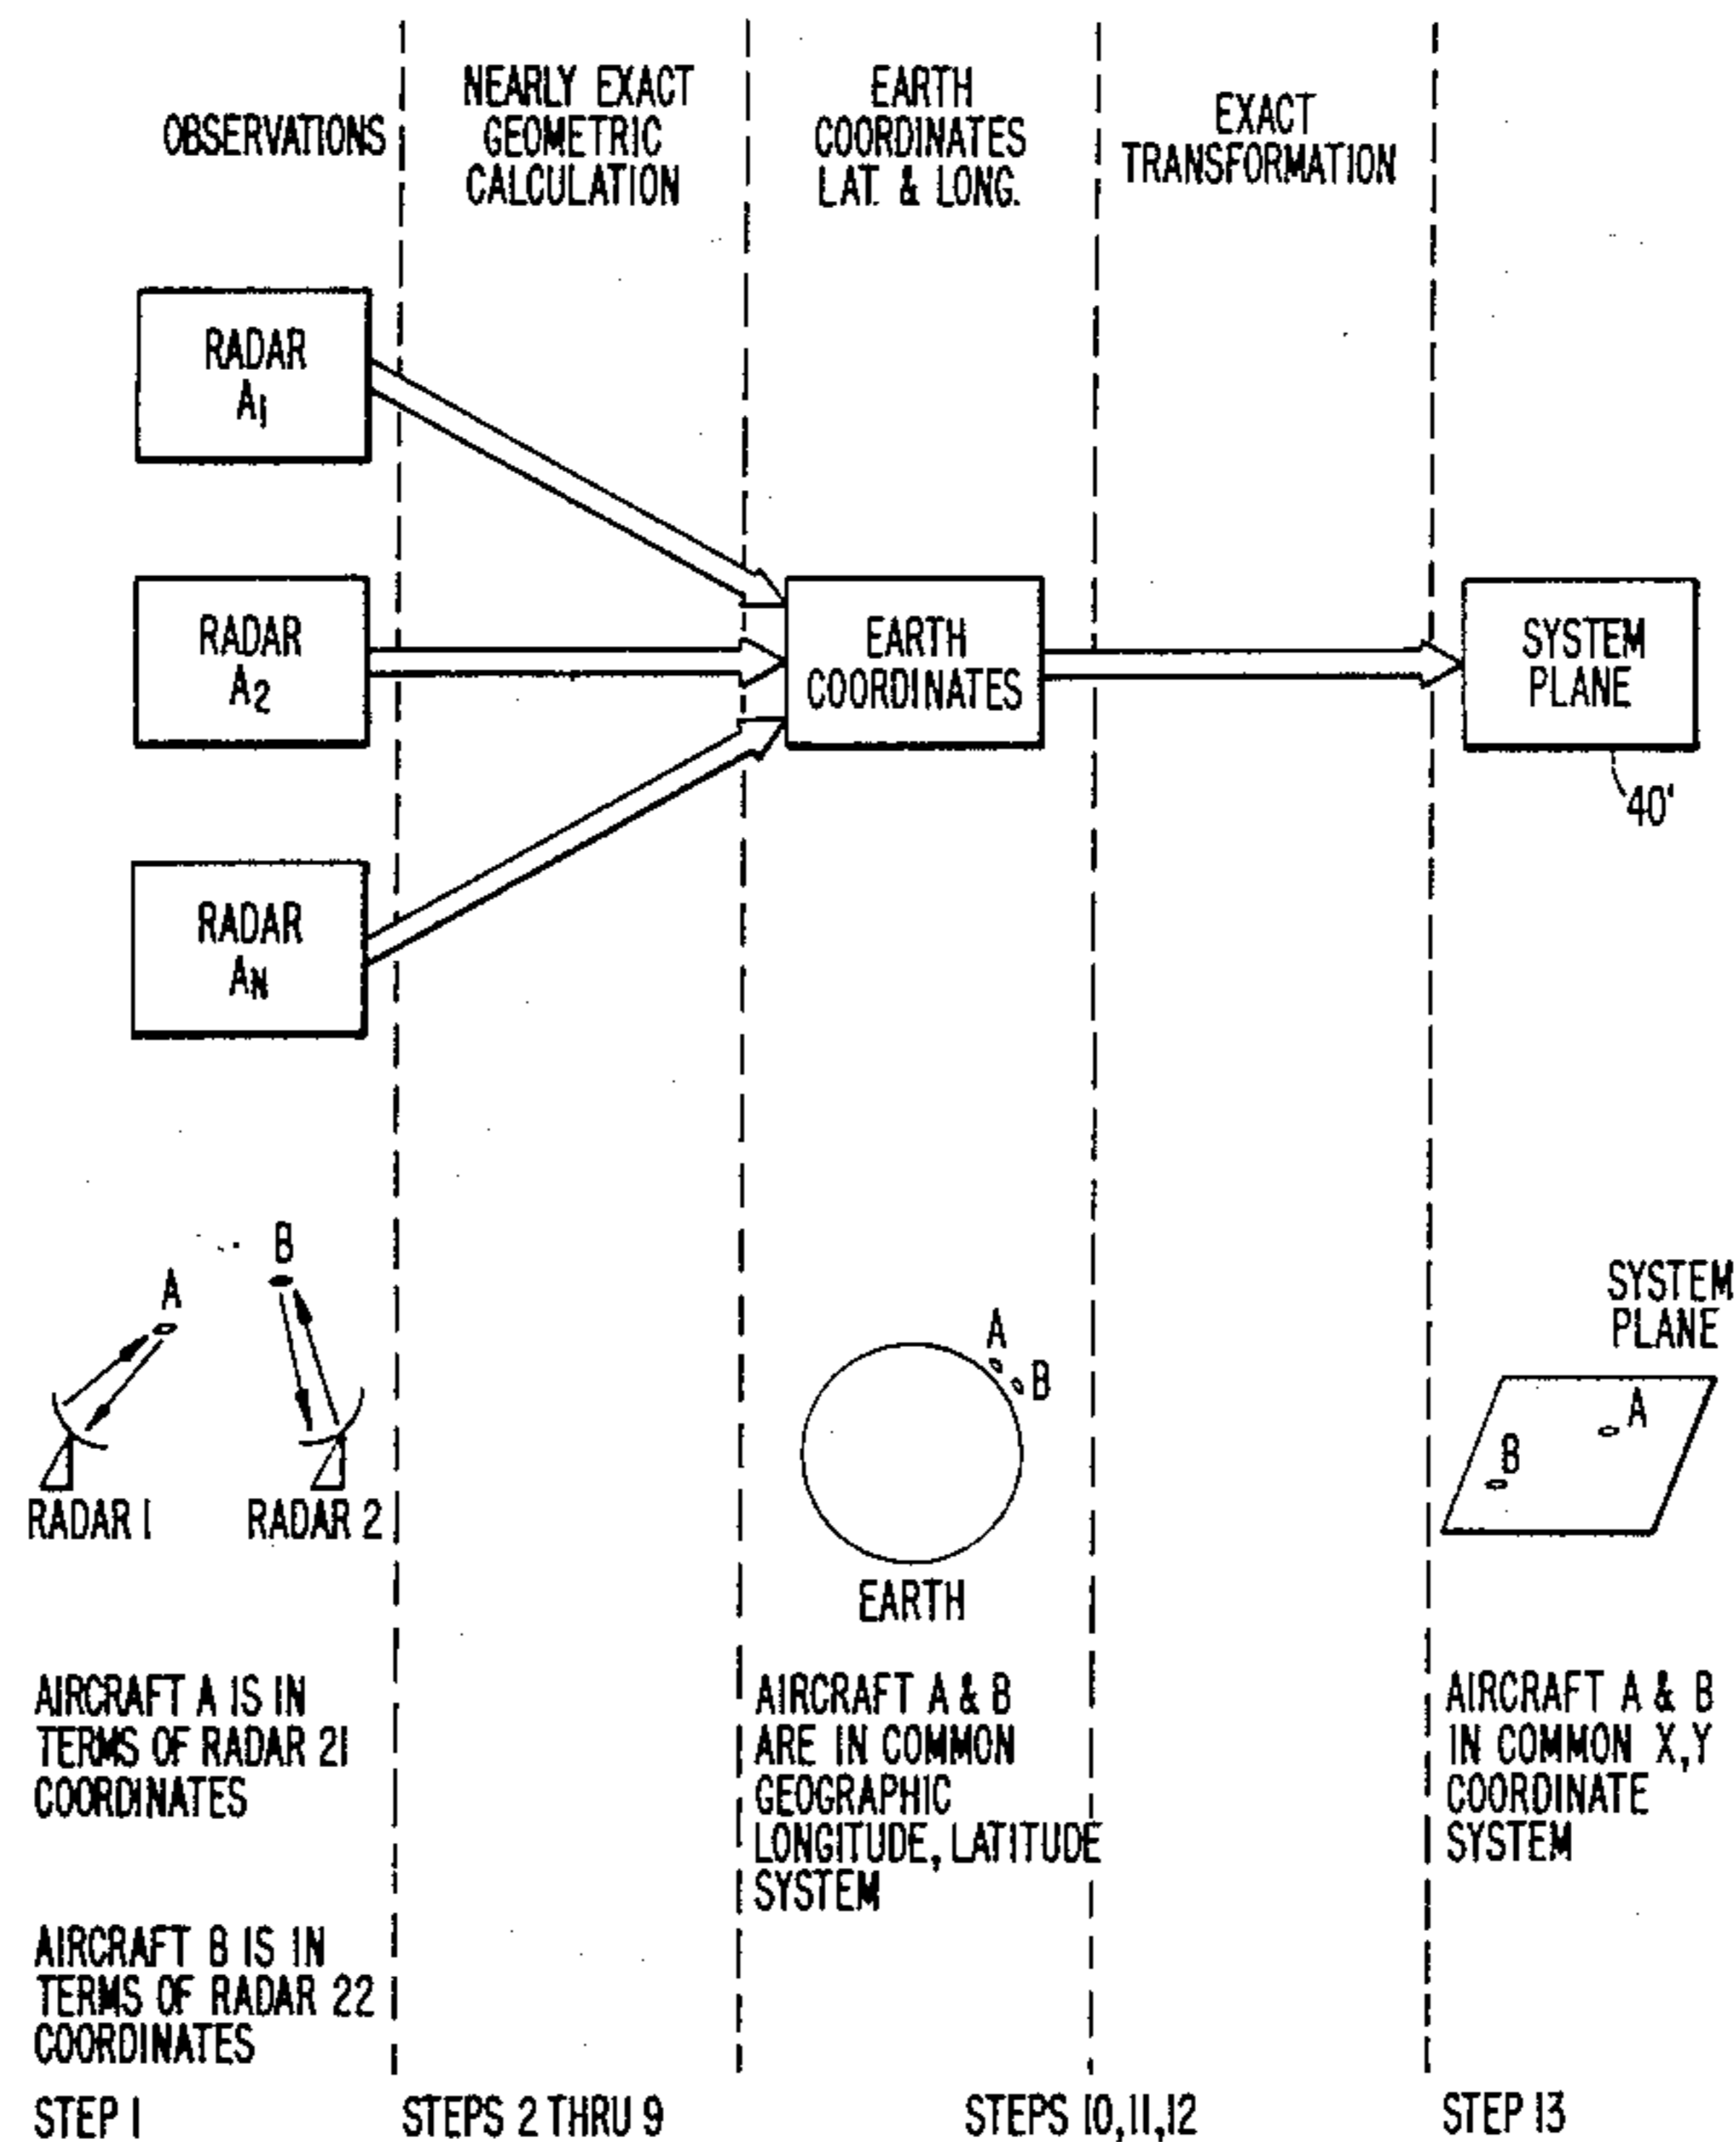 OBSERVATIONS
NEARLY EXACT
GEOMETRIC
CALCULATION
EARTH
COORDINATES
LAT. & LONG.
EXACT
TRANSFORMATION
RADAR
A1
RADAR
A2
RADAR
AN
EARTH
COORDINATES
SYSTEM
PLANE
40'
A
B
RADAR 1
RADAR 2
A
B
EARTH
SYSTEM
PLANE
A
B
AIRCRAFT A IS IN
TERMS OF RADAR 21
COORDINATES
AIRCRAFT B IS IN
TERMS OF RADAR 22
COORDINATES
AIRCRAFT A & B
ARE IN COMMON
GEOGRAPHIC
LONGITUDE, LATITUDE
SYSTEM
AIRCRAFT A & B
IN COMMON X,Y
COORDINATE
SYSTEM
STEP 1
STEPS 2 THRU 9
STEPS 10,11,12
STEP 13